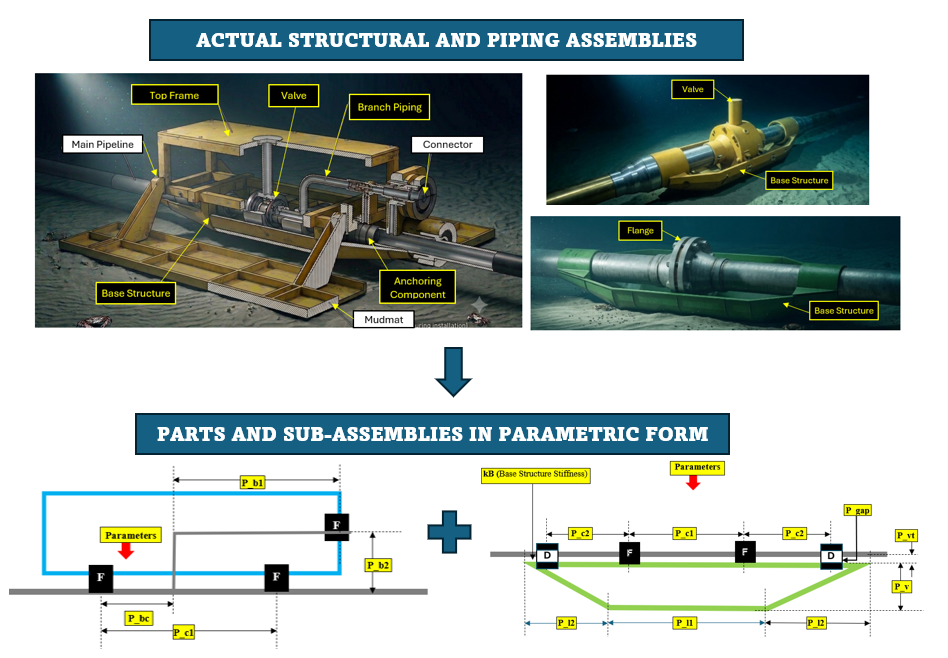 ACTUAL STRUCTURAL AND PIPING ASSEMBLIES
Top Frame
Valve
Branch Piping
Main Pipeline
Connector
Base Structure
Anchoring
Component
Mudmat
uring installation]
Valve
Base Structure
Flange
Base Structure
PARTS AND SUB-ASSEMBLIES IN PARAMETRIC FORM
P_b1
Parameters
F
F
F
P_b2
P_bc
P_c1
kB (Base Structure Stiffness)
Parameters
P_gap
P_c2
P_c1
P_c2
P_vt
D
F
F
D
P_v
P_l2
P_l1
P_l2